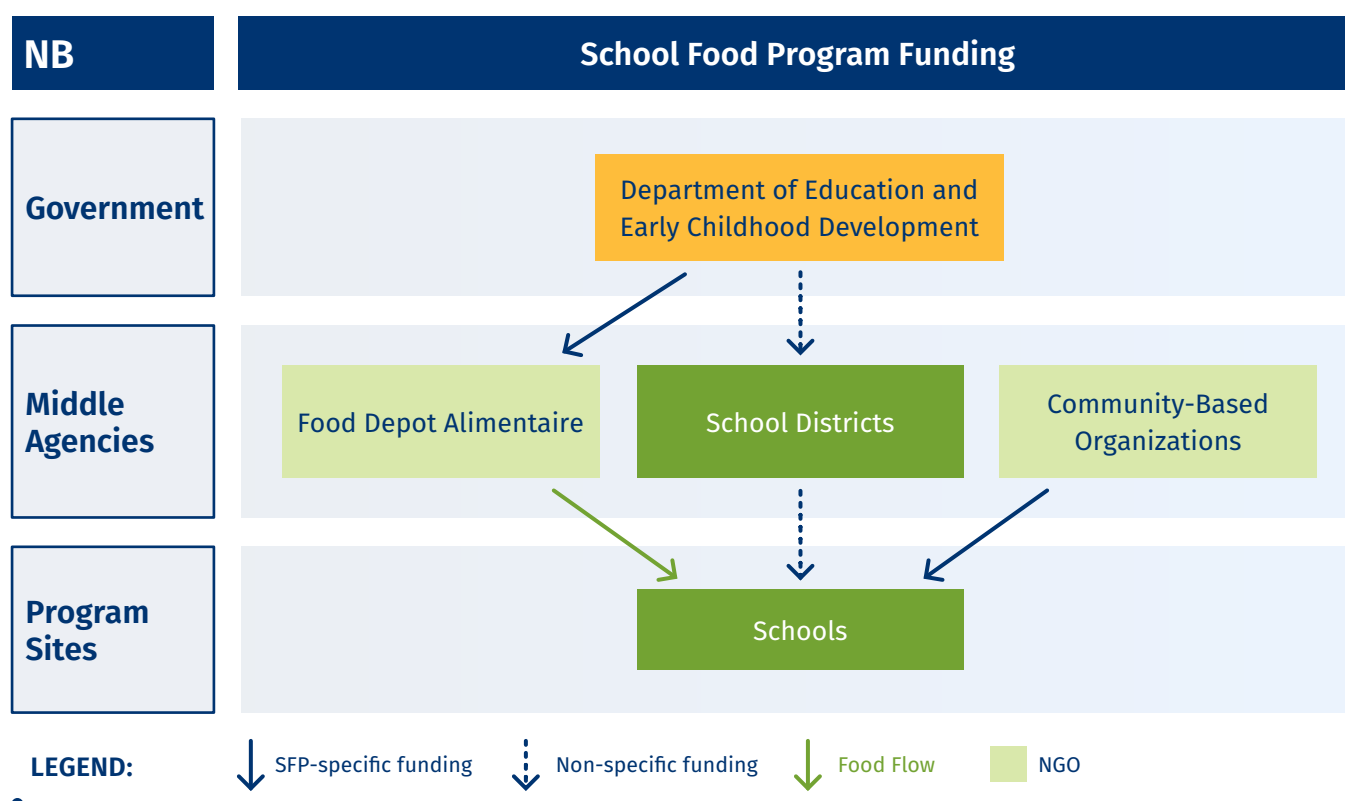 NB
School Food Program Funding
Government
Department of Education and
Early Childhood Development
Middle
Agencies
Food Depot Alimentaire
School Districts
Community-Based
Organizations
Program
Sites
Schools
LEGEND:
SFP-specific funding
Non-specific funding
Food Flow
NGO